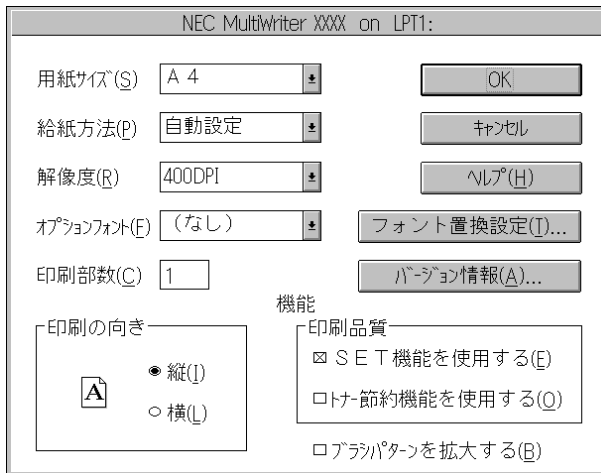 NEC MultiWriter XXXX on LPT1:
用紙ｻｲｽﾞ(S) Ａ４ OK
給紙方法(P) 自動設定 ｷｬﾝｾﾙ
解像度(R) 400DPI ﾍﾙﾌﾟ(H)
ｵﾌﾟｼｮﾝﾌｫﾝﾄ(F) （なし） フォント置換設定(T)...
印刷部数(C) 1 ﾊﾞｰｼﾞｮﾝ情報(A)...
機能
印刷の向き 印刷品質
A 縦(I) ＳＥＴ機能を使用する(E)
横(L) ﾄﾅｰ節約機能を使用する(O)
ﾌﾞﾗｼﾊﾟﾀｰﾝを拡大する(B)